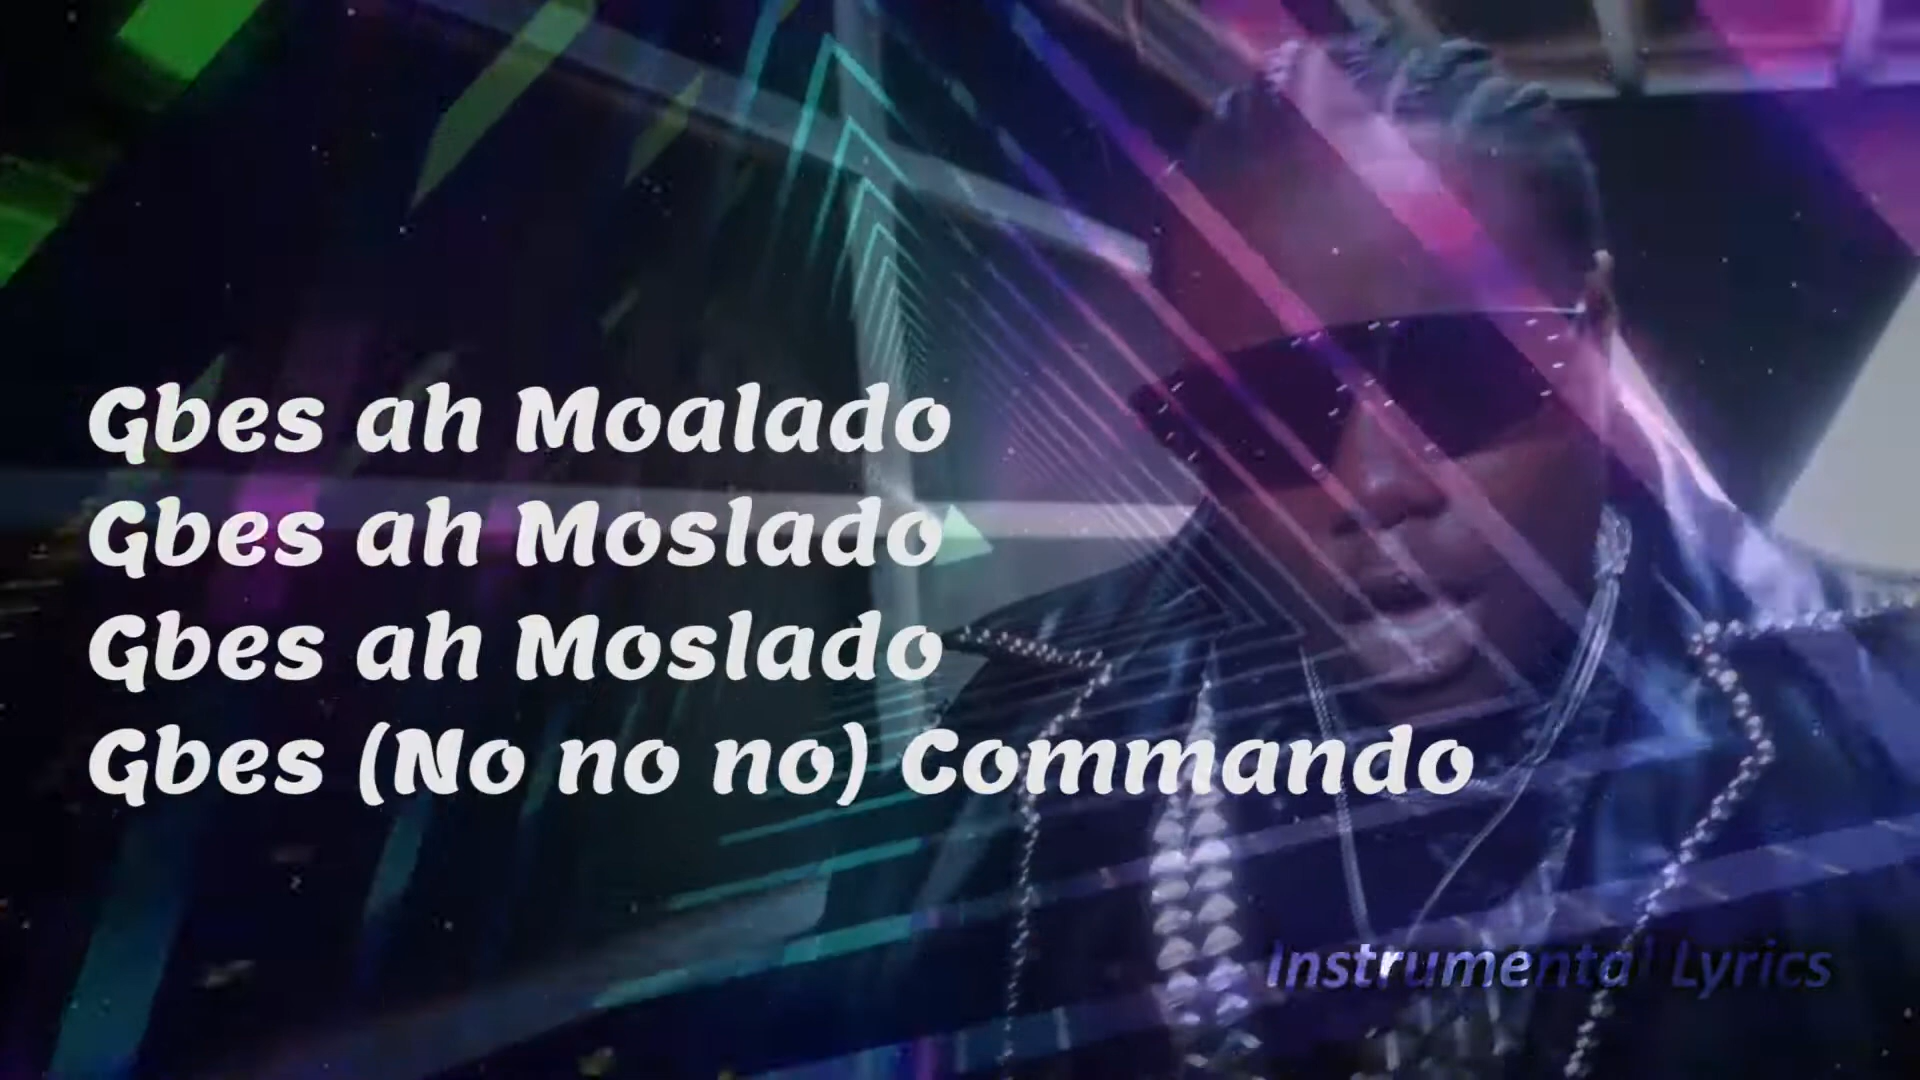 Gbes ah Moalado
Gbes ah Moslado
Gbes ah Moslado
Gbes (No no no) Commando
Instrumental Lyrics